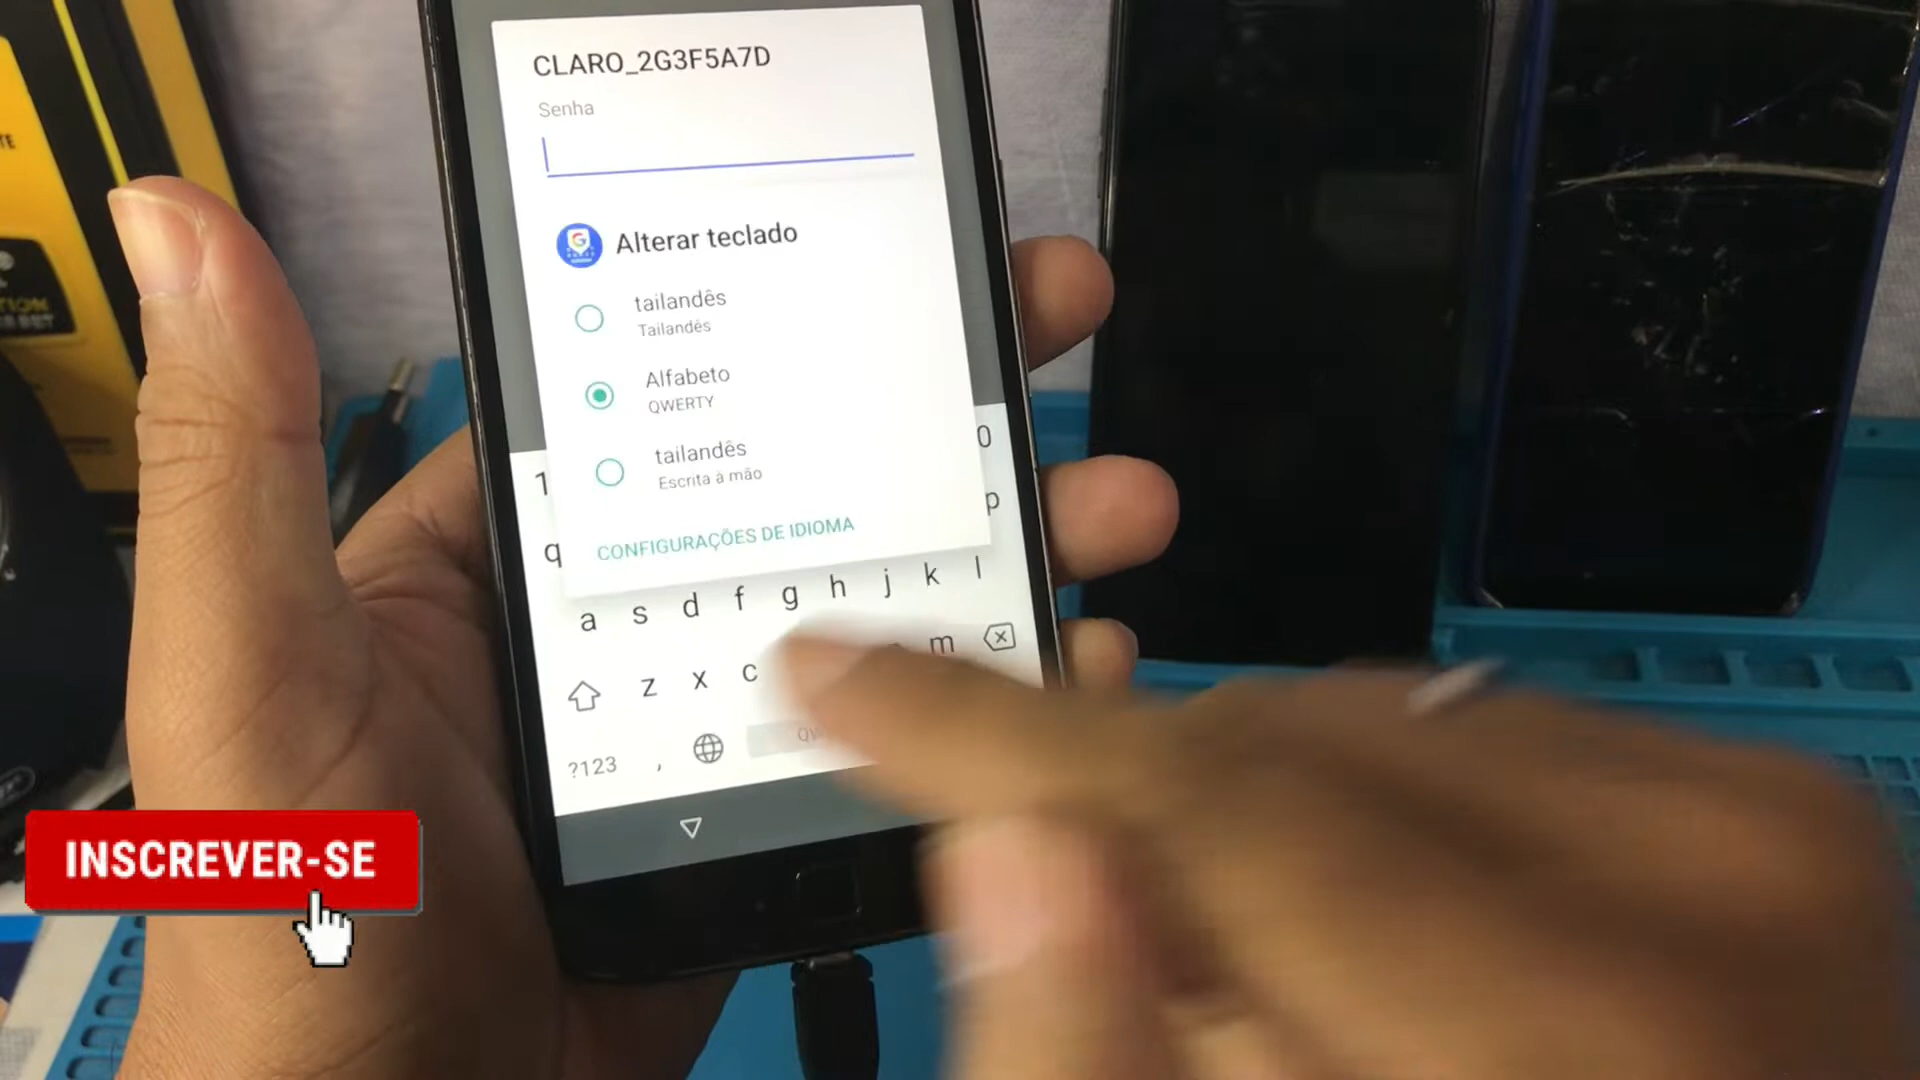 CLARO_2G3F5A7D
Senha
Alterar teclado
tailandês
Tailandês
Alfabeto
QWERTY
tailandês
Escrita à mão
CONFIGURAÇÕES DE IDIOMA
1 0
q p
a s d f g h j k l
z x c m
?123 ,
INSCREVER-SE